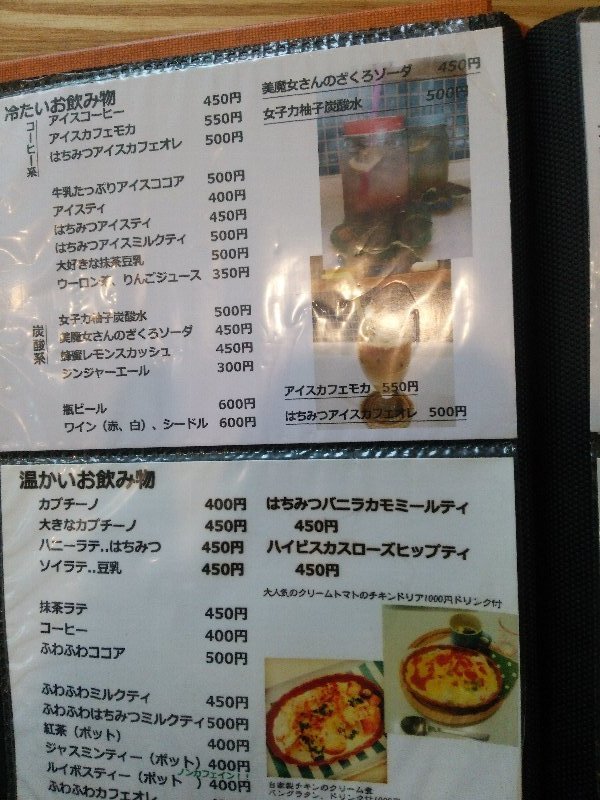 冷たいお飲み物
コーヒー系
アイスコーヒー 450円
アイスカフェモカ 550円
はちみつアイスカフェオレ 500円
牛乳たっぷりアイスココア 500円
アイスティ 400円
はちみつアイスティ 450円
はちみつアイスミルクティ 500円
大好きな抹茶豆乳 500円
ウーロン茶、りんごジュース 350円
炭酸系
女子力柚子炭酸水 500円
美魔女さんのざくろソーダ 450円
蜂蜜レモンスカッシュ 450円
ジンジャーエール 300円
瓶ビール 600円
ワイン（赤、白）、シードル 600円
美魔女さんのざくろソーダ 450円
女子力柚子炭酸水 500円
アイスカフェモカ 550円
はちみつアイスカフェオレ 500円
温かいお飲み物
カプチーノ 400円
大きなカプチーノ 450円
ハニーラテ..はちみつ 450円
ソイラテ..豆乳 450円
抹茶ラテ 450円
コーヒー 400円
ふわふわココア 500円
ふわふわミルクティ 450円
ふわふわはちみつミルクティ 500円
紅茶（ポット） 400円
ジャスミンティー（ポット） 400円
ノンカフェイン！！
ルイボスティー（ポット ） 400円
ふわふわカフェオレ
はちみつバニラカモミールティ
450円
ハイビスカスローズヒップティ
450円
大人気のクリームトマトのチキンドリア1000円ドリンク付
自家製チキンのクリーム煮